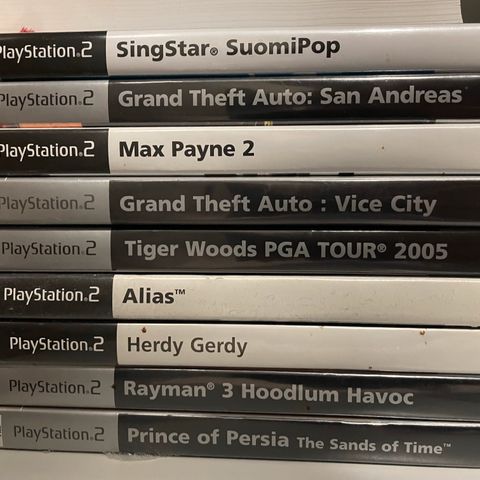 PlayStation.2 SingStar® SuomiPop
PlayStation.2 Grand Theft Auto: San Andreas
PlayStation.2 Max Payne 2
PlayStation.2 Grand Theft Auto : Vice City
PlayStation.2 Tiger Woods PGA TOUR® 2005
PlayStation.2 Alias™
PlayStation.2 Herdy Gerdy
PlayStation.2 Rayman® 3 Hoodlum Havoc
PlayStation.2 Prince of Persia The Sands of Time™